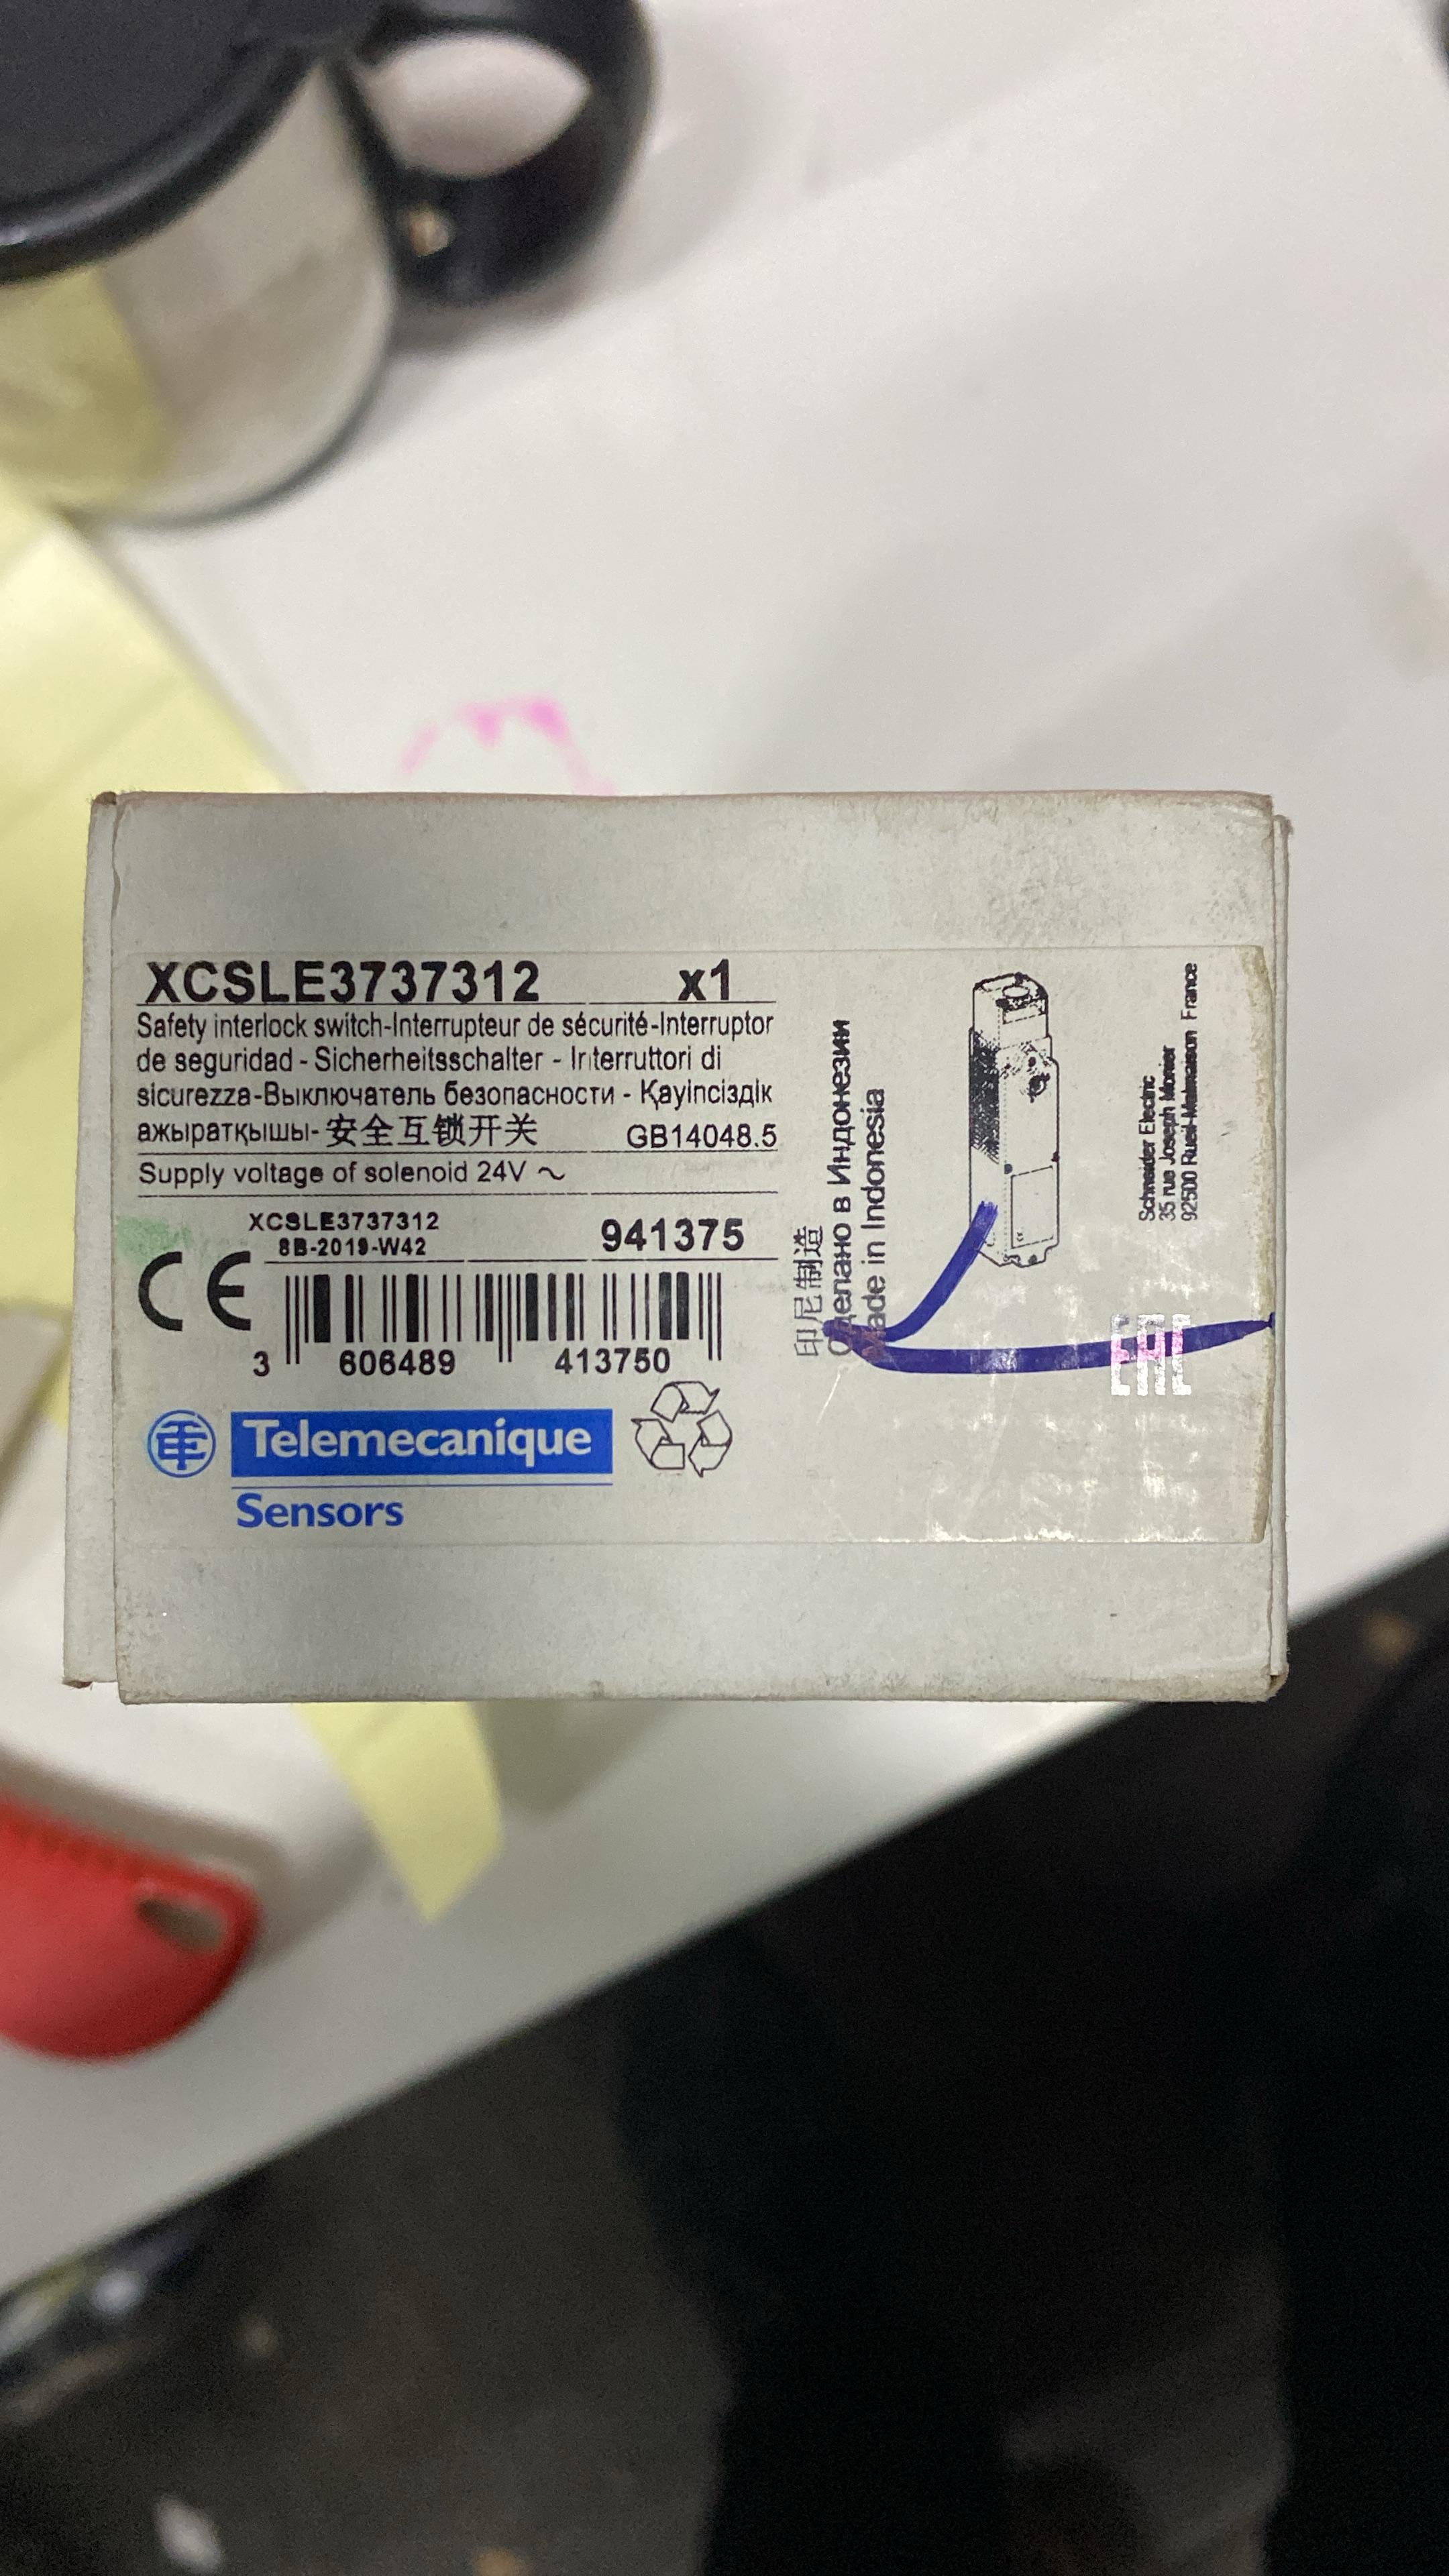 XCSLE3737312 x1
Safety interlock switch-Interrupteur de sécurité-Interruptor
de seguridad - Sicherheitsschalter - Interruttori di
sicurezza-Выключатель безопасности - Қауіпсіздік
ажыратқышы-安全互锁开关 GB14048.5
Supply voltage of solenoid 24V ~
XCSLE3737312
8B-2019-W42
941375
CE
3 606489 413750
Telemecanique
Sensors
印尼制造
Сделано в Индонезии
Made in Indonesia
Schneider Electric
35 rue Joseph Monier
92500 Rueil-Malmaison France
EAC